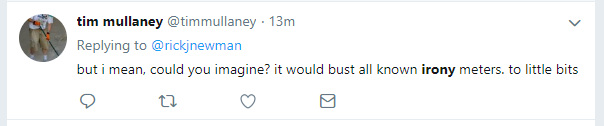 tim mullaney @timmullaney · 13m
Replying to @rickjnewman
but i mean, could you imagine? it would bust all known irony meters. to little bits